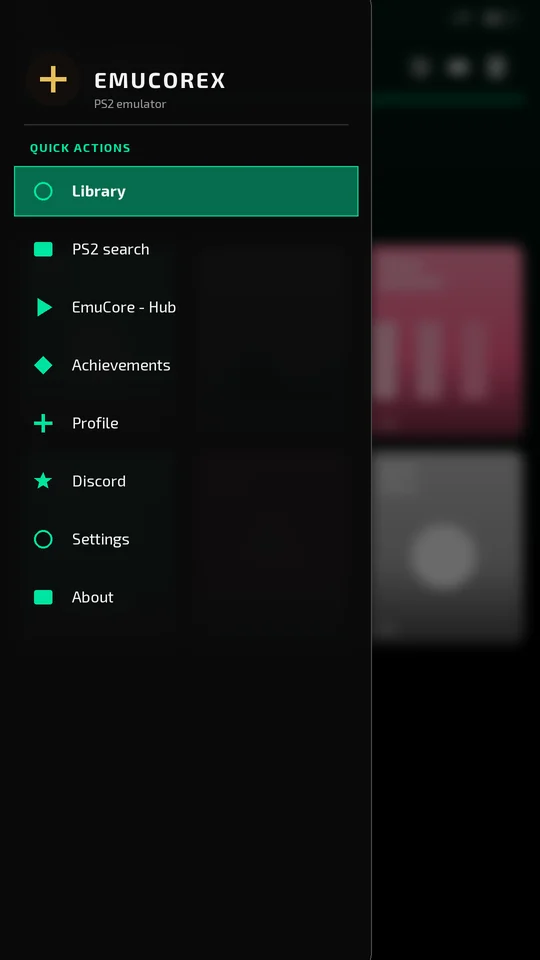 EMUCOREX
PS2 emulator
QUICK ACTIONS
Library
PS2 search
EmuCore - Hub
Achievements
Profile
Discord
Settings
About